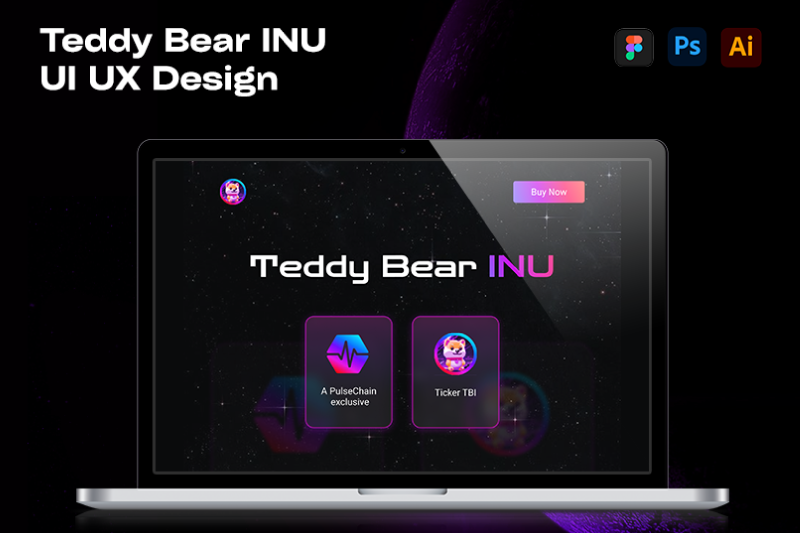 Teddy Bear INU
UI UX Design
Ps
Ai
Buy Now
Teddy Bear INU
A PulseChain
exclusive
Ticker TBI